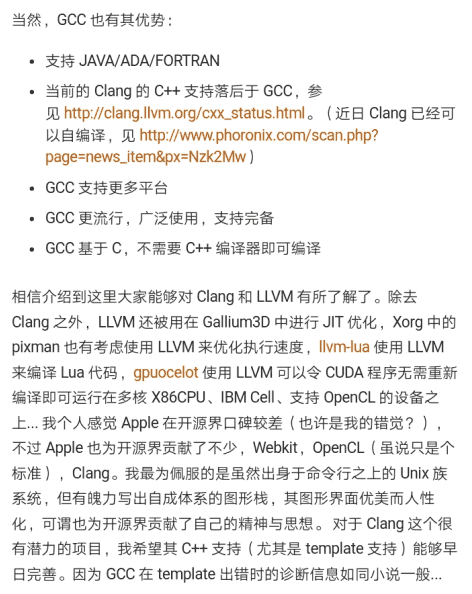 当然，GCC 也有其优势：
支持 JAVA/ADA/FORTRAN
当前的 Clang 的 C++ 支持落后于 GCC，参
见 http://clang.llvm.org/cxx_status.html。（近日 Clang 已经可
以自编译，见 http://www.phoronix.com/scan.php?
page=news_item&px=Nzk2Mw）
GCC 支持更多平台
GCC 更流行，广泛使用，支持完备
GCC 基于 C，不需要 C++ 编译器即可编译
相信介绍到这里大家能够对 Clang 和 LLVM 有所了解了。除去
Clang 之外，LLVM 还被用在 Gallium3D 中进行 JIT 优化，Xorg 中的
pixman 也有考虑使用 LLVM 来优化执行速度，llvm-lua 使用 LLVM
来编译 Lua 代码，gpuocelot 使用 LLVM 可以令 CUDA 程序无需重新
编译即可运行在多核 X86CPU、IBM Cell、支持 OpenCL 的设备之
上... 我个人感觉 Apple 在开源界口碑较差（也许是我的错觉？），
不过 Apple 也为开源界贡献了不少，Webkit，OpenCL（虽说只是个
标准），Clang。我最为佩服的是虽然出身于命令行之上的 Unix 族
系统，但有魄力写出自成体系的图形栈，其图形界面优美而人性
化，可谓也为开源界贡献了自己的精神与思想。 对于 Clang 这个很
有潜力的项目，我希望其 C++ 支持（尤其是 template 支持）能够早
日完善。因为 GCC 在 template 出错时的诊断信息如同小说一般...